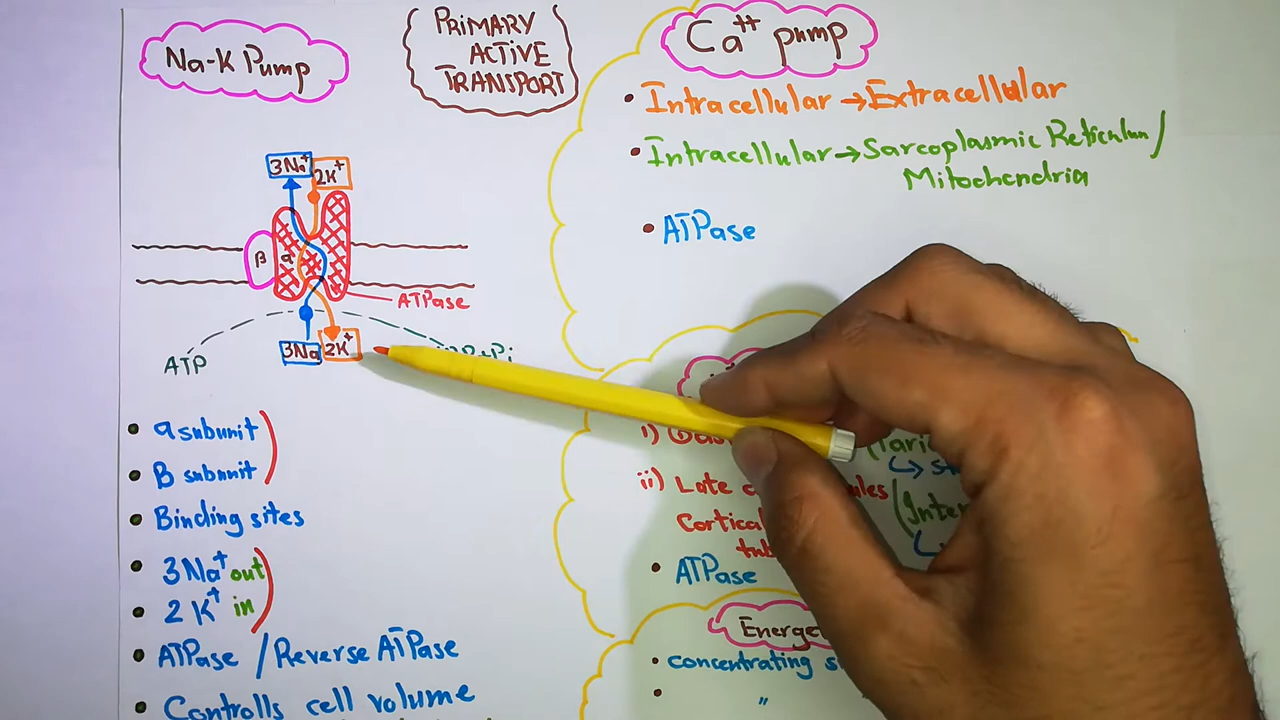 Na-K Pump
PRIMARY
ACTIVE
TRANSPORT
3Na+
2K+
β
α
ATPase
ATP
3Na
2K+
α subunit
B subunit
Binding sites
3Na+ out
2 K+ in
ATPase / Reverse ATPase
Controlls cell volume
Ca++ pump
Intracellular → Extracellular
Intracellular → Sarcoplasmic Reticulum /
Mitochondria
ATPase
i)
ii) Late
Cortical
ATPase
concentrating
"